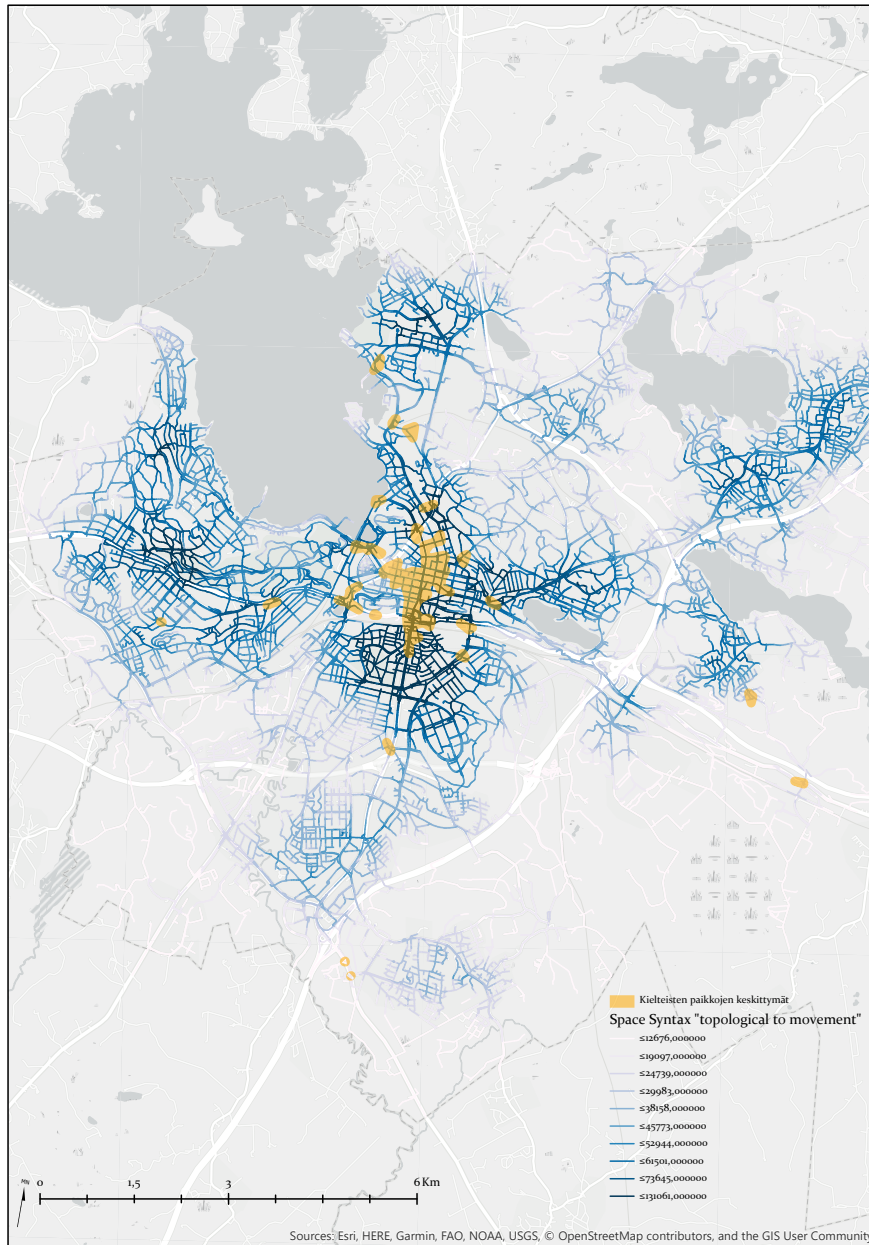 Kielteisten paikkojen keskittymät
Space Syntax "topological to movement"
≤12676,000000
≤19097,000000
≤24739,000000
≤29983,000000
≤38158,000000
≤45773,000000
≤52944,000000
≤61501,000000
≤73645,000000
≤131061,000000
MN
0 1,5 3 6 Km
Sources: Esri, HERE, Garmin, FAO, NOAA, USGS, © OpenStreetMap contributors, and the GIS User Community